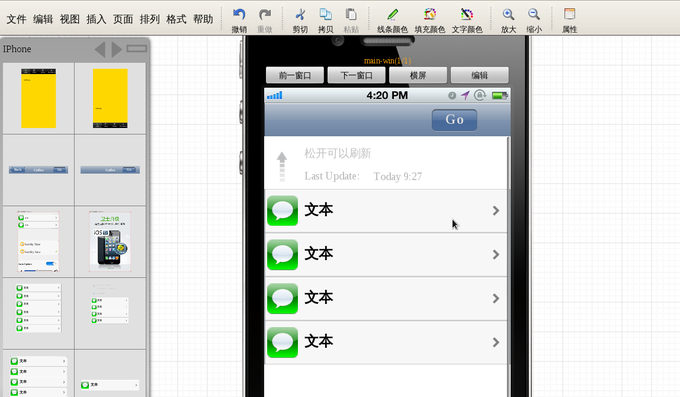 文件 编辑 视图 插入 页面 排列 格式 帮助
撤销 重做 剪切 拷贝 粘贴 线条颜色 填充颜色 文字颜色 放大 缩小 属性
IPhone
main-win(1/1)
前一窗口 下一窗口 横屏 编辑
4:20 PM
Go
松开可以刷新
Last Update: Today 9:27
文本
文本
文本
文本